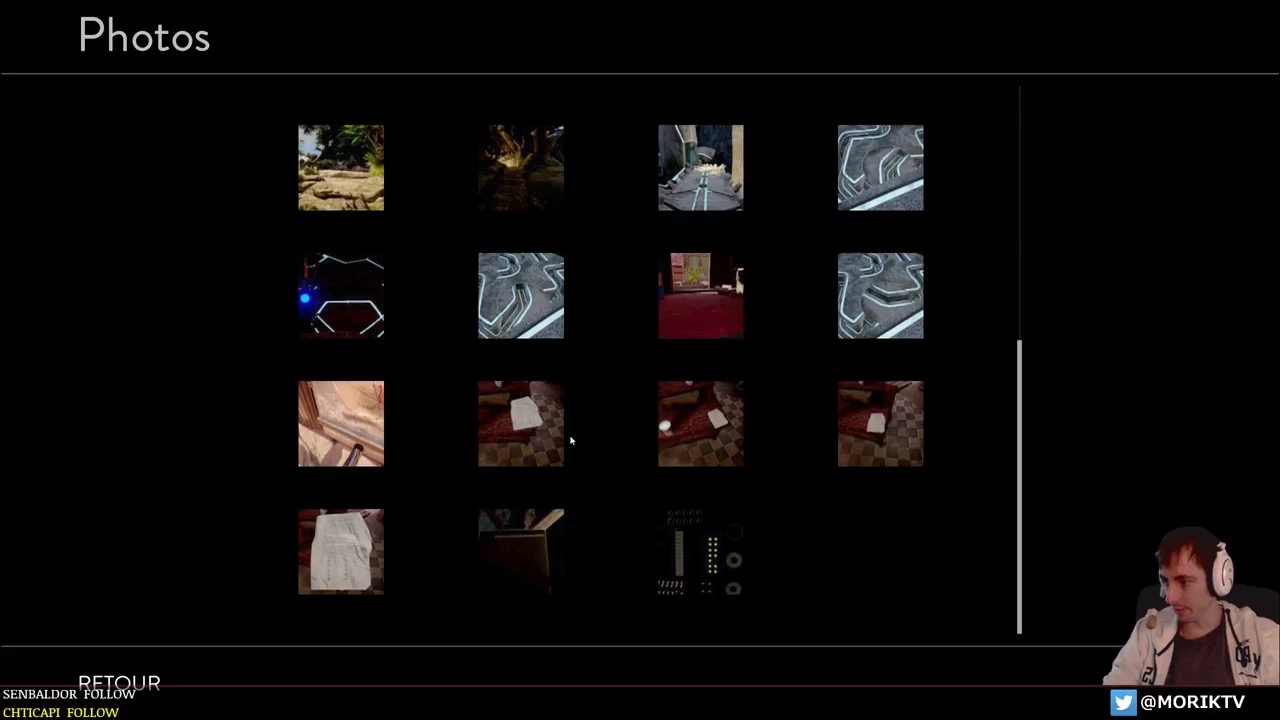 Photos
RETOUR
SENBALDOR FOLLOW
CHTICAPI FOLLOW
@MORIKTV